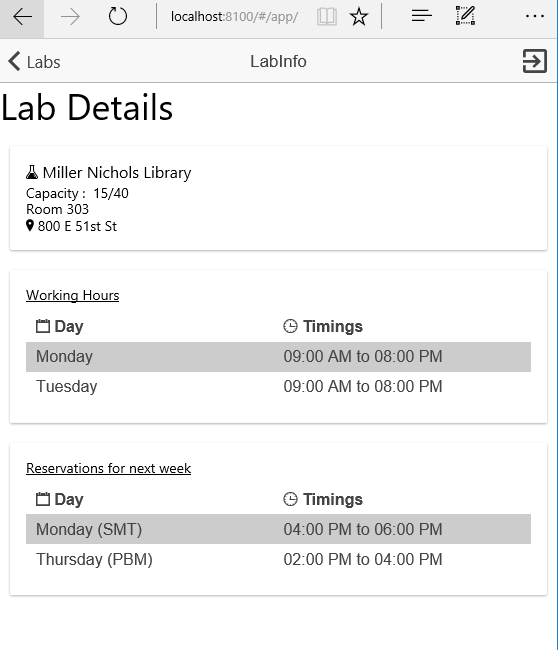 localhost:8100/#/app/
Labs LabInfo
Lab Details
Miller Nichols Library
Capacity : 15/40
Room 303
800 E 51st St
Working Hours
Day Timings
Monday 09:00 AM to 08:00 PM
Tuesday 09:00 AM to 08:00 PM
Reservations for next week
Day Timings
Monday (SMT) 04:00 PM to 06:00 PM
Thursday (PBM) 02:00 PM to 04:00 PM